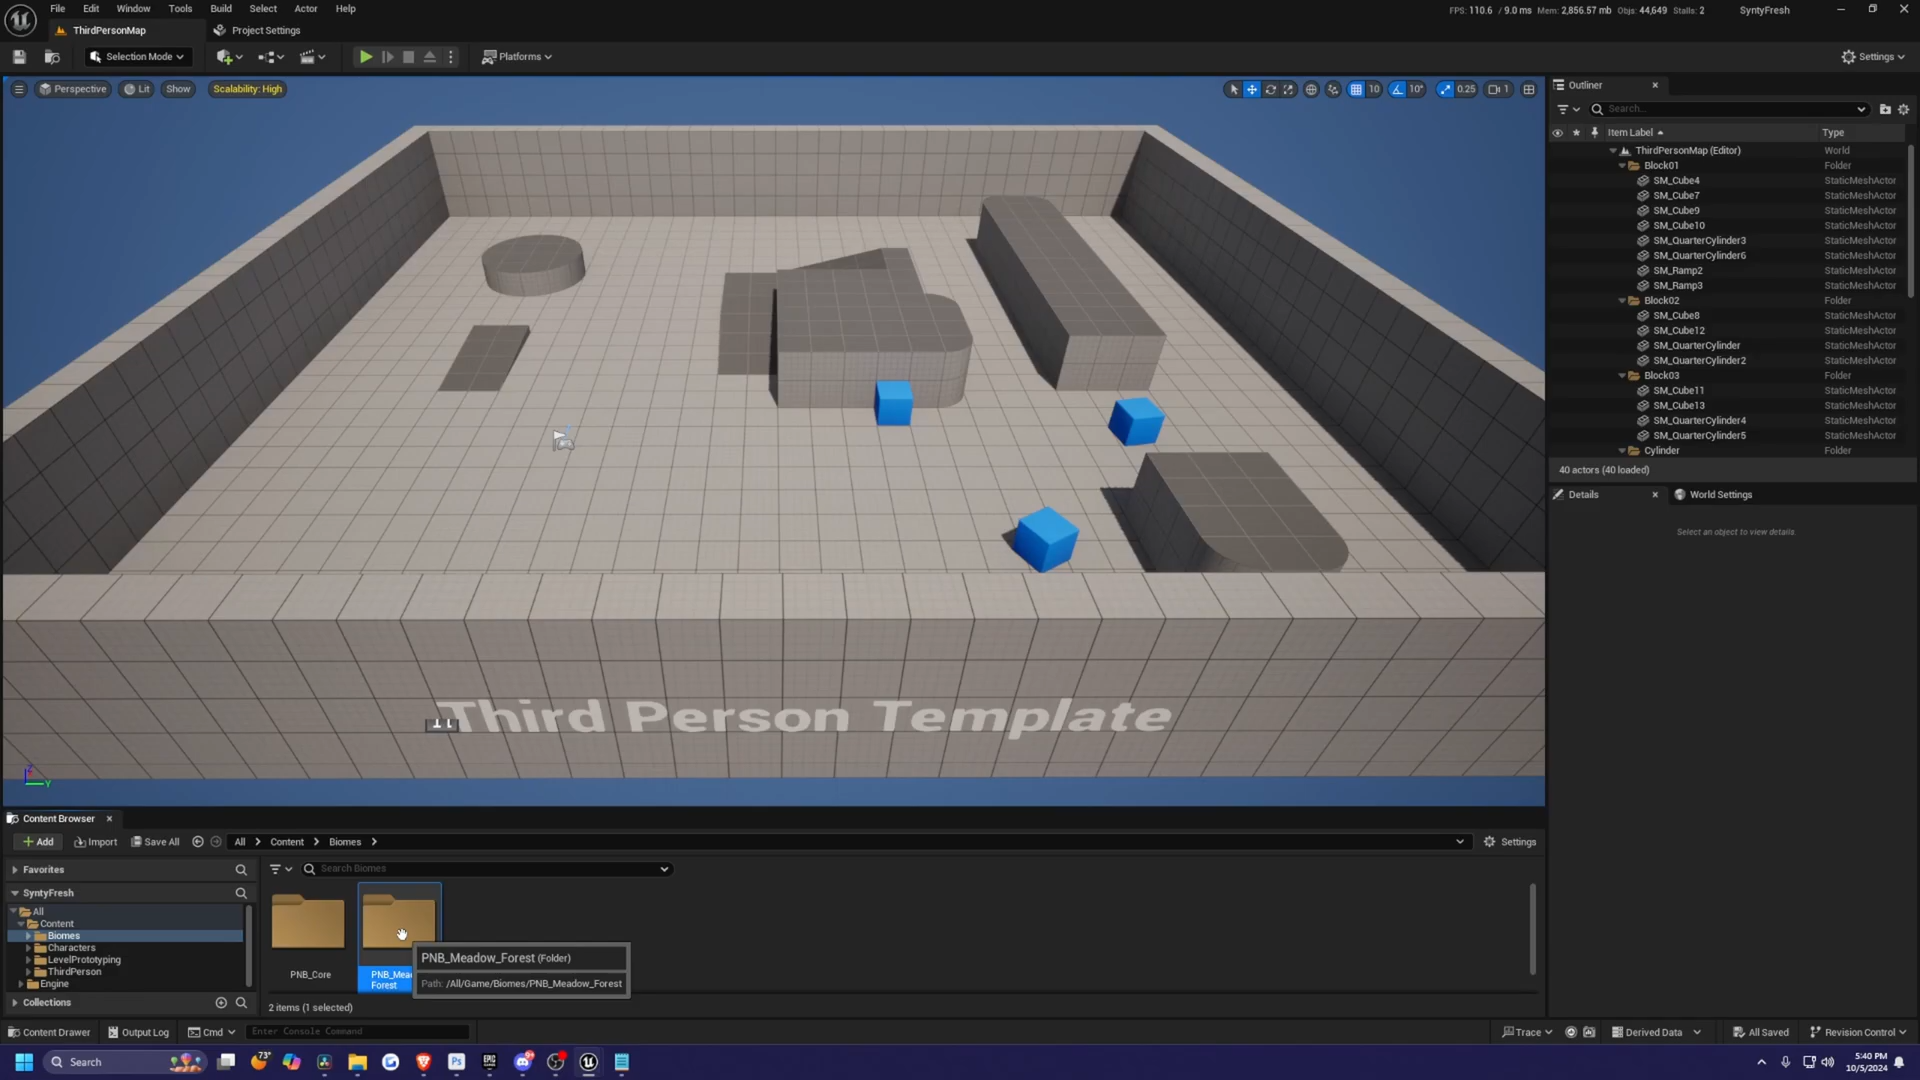 File Edit Window Tools Build Select Actor Help
FPS: 110.6 / 9.0 ms Mem: 2,856.57 mb Objs: 44,649 Stalls: 2
SyntyFresh
ThirdPersonMap
Project Settings
Selection Mode
Platforms
Settings
Perspective
Lit
Show
Scalability: High
10
10°
0.25
1
Outliner
Search...
Item Label
Type
ThirdPersonMap (Editor) World
Block01 Folder
SM_Cube4 StaticMeshActor
SM_Cube7 StaticMeshActor
SM_Cube9 StaticMeshActor
SM_Cube10 StaticMeshActor
SM_QuarterCylinder3 StaticMeshActor
SM_QuarterCylinder6 StaticMeshActor
SM_Ramp2 StaticMeshActor
SM_Ramp3 StaticMeshActor
Block02 Folder
SM_Cube8 StaticMeshActor
SM_Cube12 StaticMeshActor
SM_QuarterCylinder StaticMeshActor
SM_QuarterCylinder2 StaticMeshActor
Block03 Folder
SM_Cube11 StaticMeshActor
SM_Cube13 StaticMeshActor
SM_QuarterCylinder4 StaticMeshActor
SM_QuarterCylinder5 StaticMeshActor
Cylinder Folder
40 actors (40 loaded)
Details
World Settings
Select an object to view details.
Third Person Template
Z
Y
Content Browser
Add
Import
Save All
All > Content > Biomes >
Settings
Favorites
Search Biomes
SyntyFresh
All
Content
Biomes
Characters
LevelPrototyping
ThirdPerson
Engine
Collections
PNB_Core
PNB_Mea
Forest
PNB_Meadow_Forest (Folder)
Path: /All/Game/Biomes/PNB_Meadow_Forest
2 items (1 selected)
Content Drawer
Output Log
Cmd
Enter Console Command
Trace
Derived Data
All Saved
Revision Control
Search
73°
Ps
EPIC
5:40 PM
10/5/2024